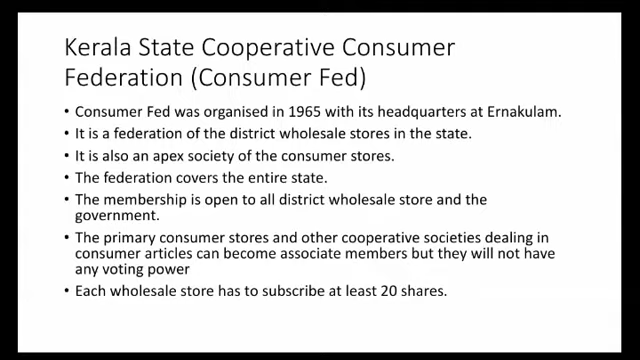 Kerala State Cooperative Consumer
Federation (Consumer Fed)
• Consumer Fed was organised in 1965 with its headquarters at Ernakulam.
• It is a federation of the district wholesale stores in the state.
• It is also an apex society of the consumer stores.
• The federation covers the entire state.
• The membership is open to all district wholesale store and the
government.
• The primary consumer stores and other cooperative societies dealing in
consumer articles can become associate members but they will not have
any voting power
• Each wholesale store has to subscribe at least 20 shares.